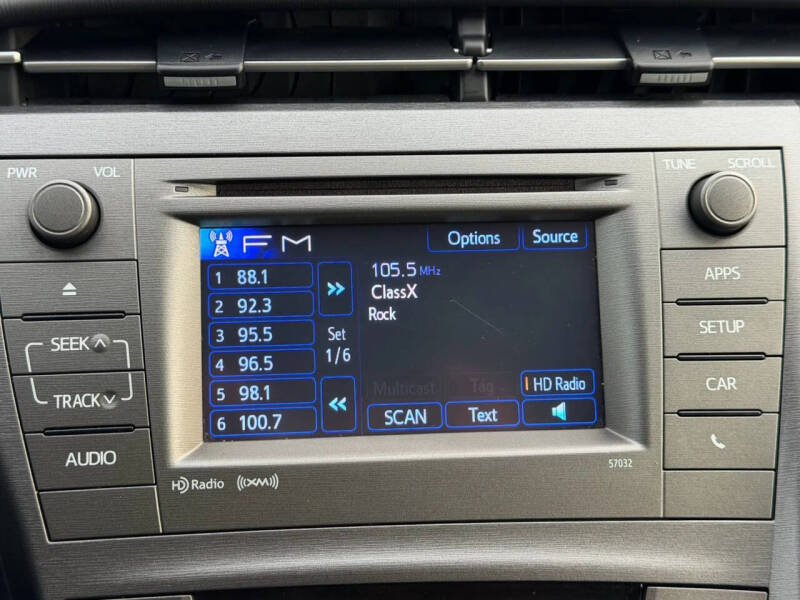 PWR VOL
TUNE SCROLL
FM
Options
Source
1 88.1
2 92.3
3 95.5
4 96.5
5 98.1
6 100.7
Set
1/6
105.5 MHz
ClassX
Rock
Multicast
Tag
HD Radio
SCAN
Text
SEEK
TRACK
AUDIO
APPS
SETUP
CAR
57032
HD Radio
((XM))